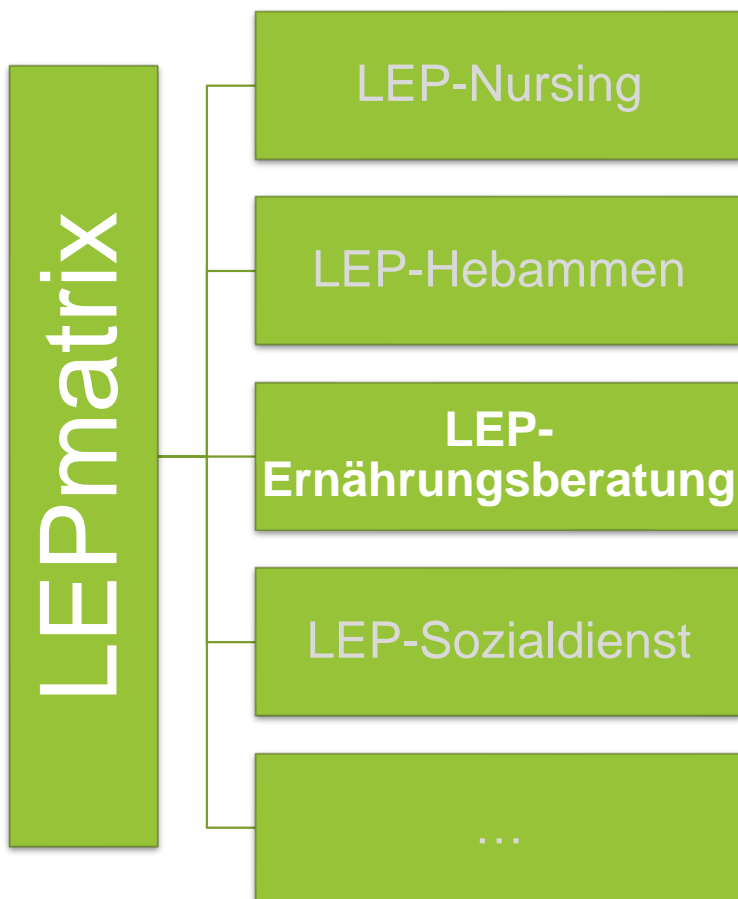 LEPmatrix
LEP-Nursing
LEP-Hebammen
LEP-
Ernährungsberatung
LEP-Sozialdienst
...